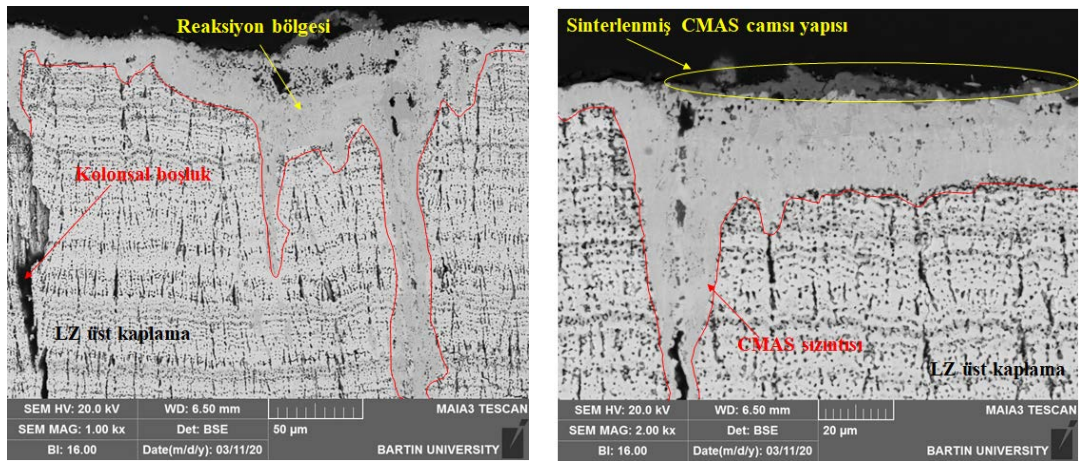 Reaksiyon bölgesi
Kolonsal boşluk
LZ üst kaplama
SEM HV: 20.0 kV
WD: 6.50 mm
MAIA3 TESCAN
SEM MAG: 1.00 kx
Det: BSE
50 µm
BI: 16.00
Date(m/d/y): 03/11/20
BARTIN UNIVERSITY
Sinterlenmiş CMAS camsı yapısı
CMAS sızıntısı
LZ üst kaplama
SEM HV: 20.0 kV
WD: 6.50 mm
MAIA3 TESCAN
SEM MAG: 2.00 kx
Det: BSE
20 µm
BI: 16.00
Date(m/d/y): 03/11/20
BARTIN UNIVERSITY